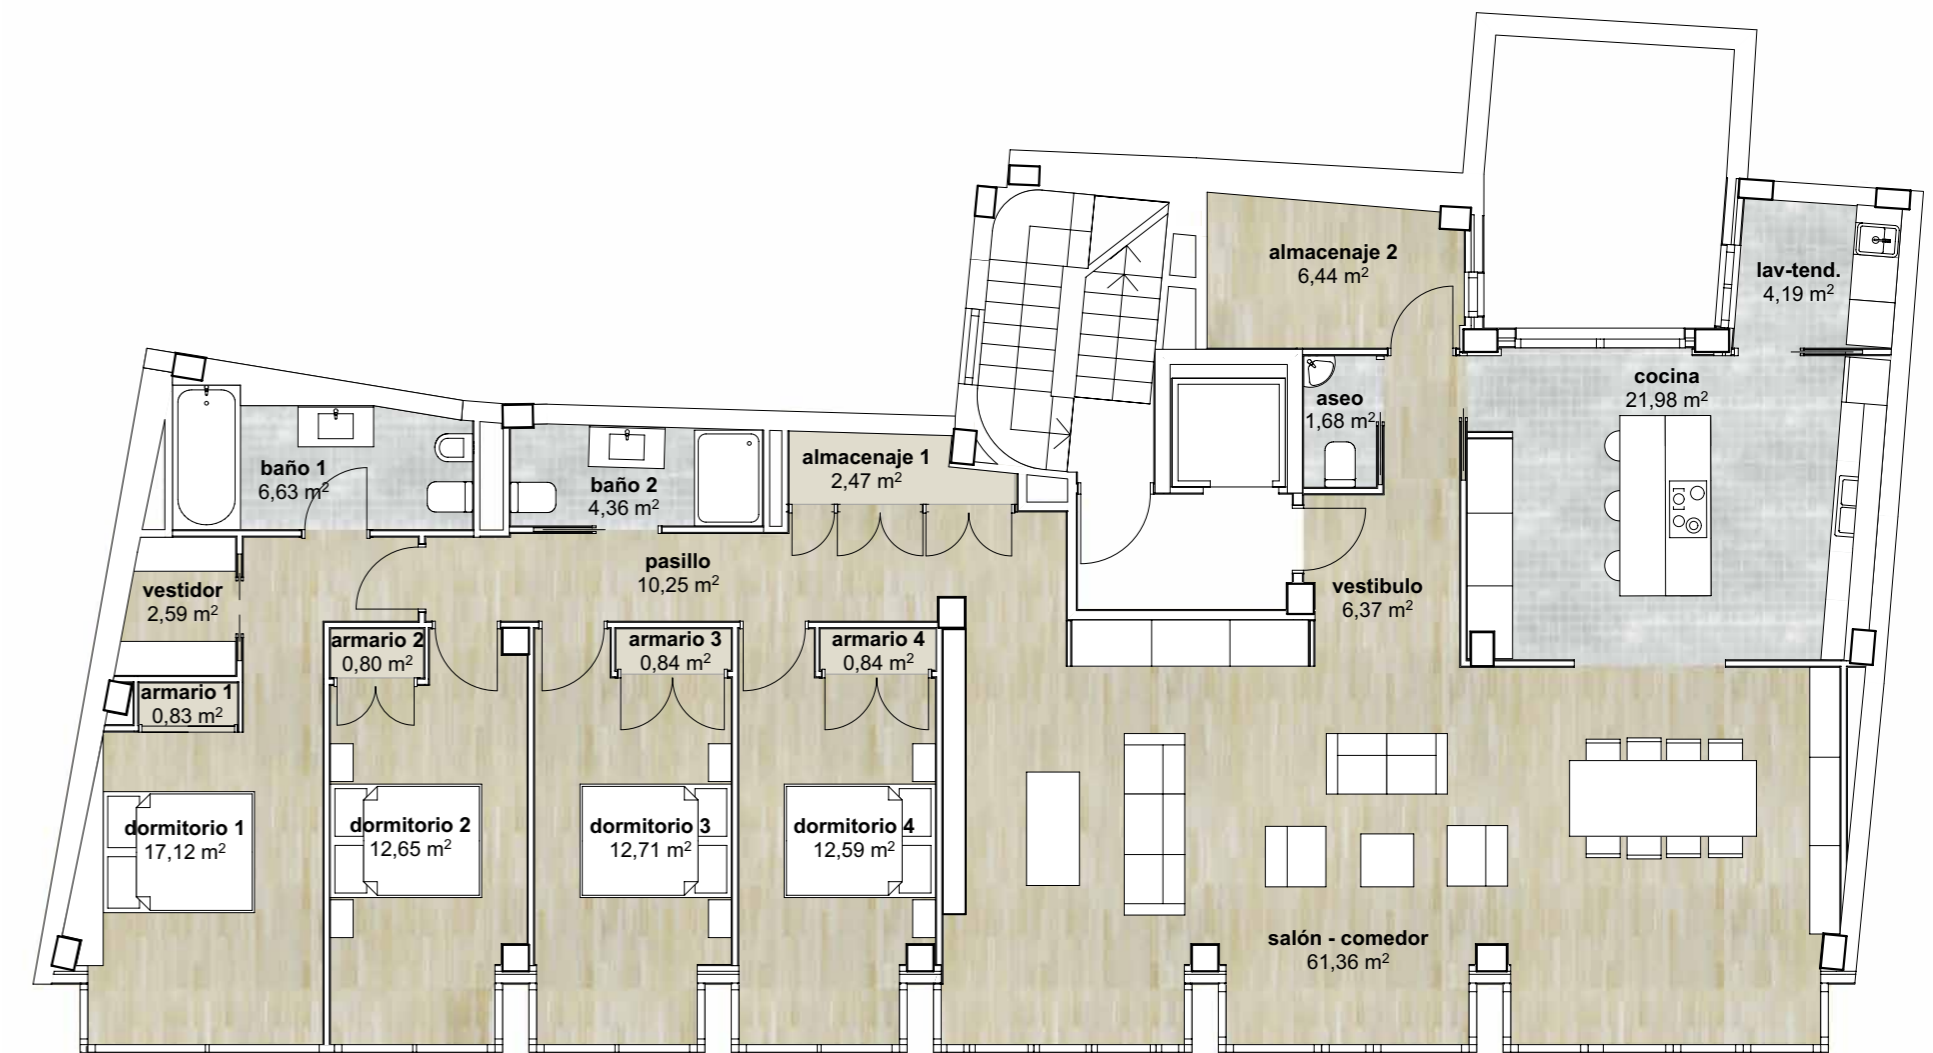 almacenaje 2
6,44 m²
lav-tend.
4,19 m²
cocina
21,98 m²
aseo
1,68 m²
almacenaje 1
2,47 m²
baño 1
6,63 m²
baño 2
4,36 m²
pasillo
10,25 m²
vestidor
2,59 m²
vestibulo
6,37 m²
armario 2
0,80 m²
armario 3
0,84 m²
armario 4
0,84 m²
armario 1
0,83 m²
dormitorio 1
17,12 m²
dormitorio 2
12,65 m²
dormitorio 3
12,71 m²
dormitorio 4
12,59 m²
salón - comedor
61,36 m²